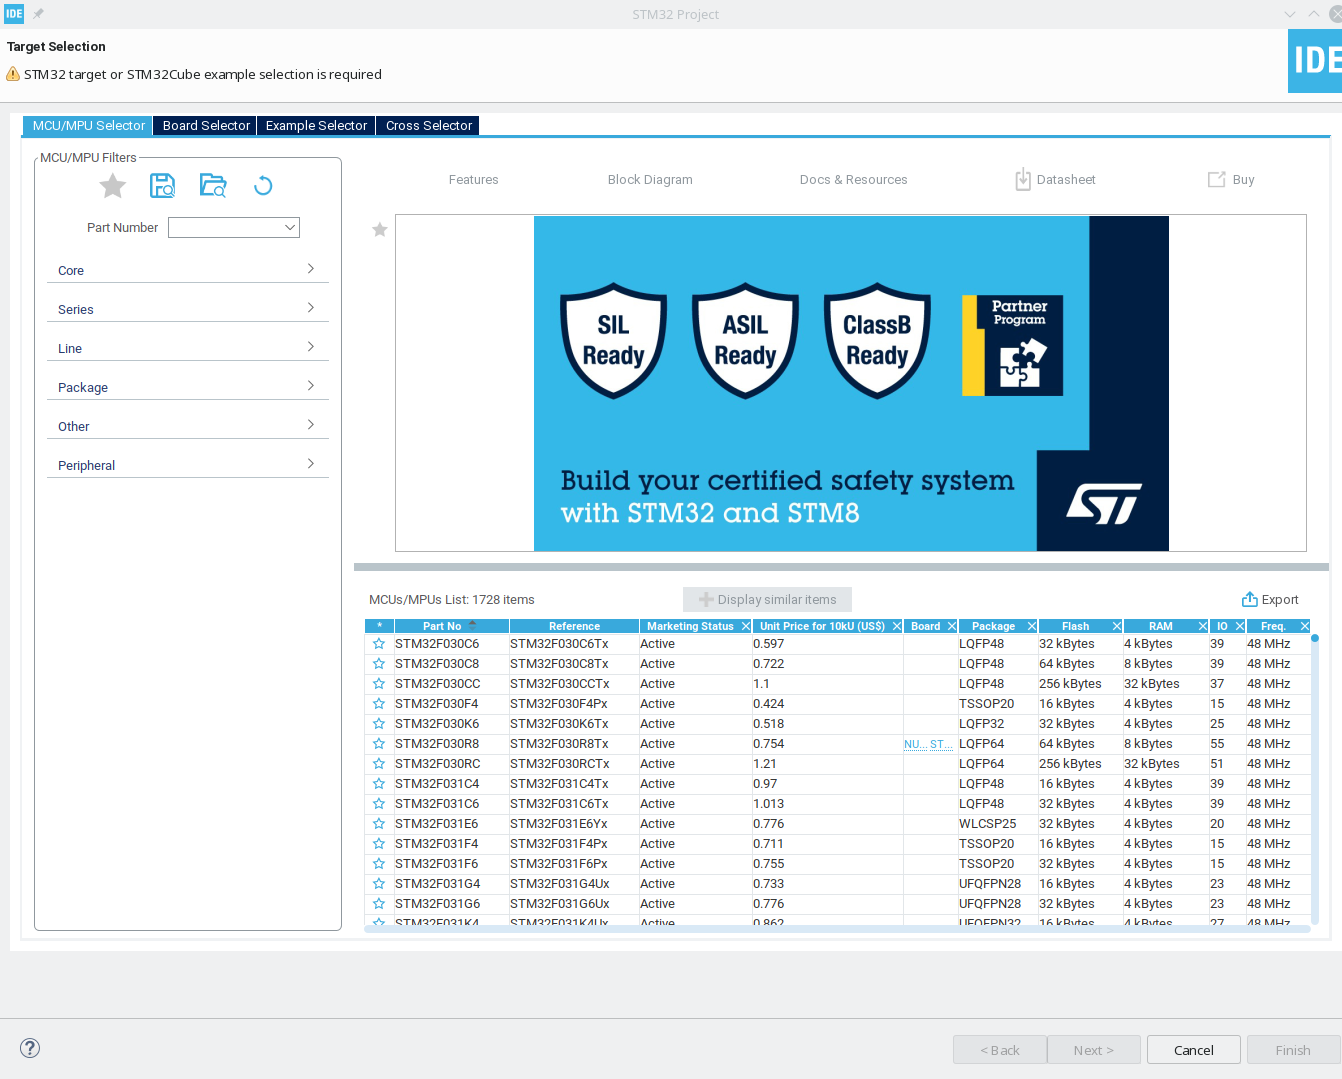 IDE
STM32 Project
Target Selection
STM32 target or STM32Cube example selection is required
IDE
MCU/MPU Selector Board Selector Example Selector Cross Selector
MCU/MPU Filters
Part Number
Core
Series
Line
Package
Other
Peripheral
Features Block Diagram Docs & Resources Datasheet Buy
SIL Ready
ASIL Ready
ClassB Ready
Partner Program
Build your certified safety system
with STM32 and STM8
ST
MCUs/MPUs List: 1728 items Display similar items Export
* Part No Reference Marketing Status Unit Price for 10kU (US$) Board Package Flash RAM IO Freq.
STM32F030C6 STM32F030C6Tx Active 0.597 LQFP48 32 kBytes 4 kBytes 39 48 MHz
STM32F030C8 STM32F030C8Tx Active 0.722 LQFP48 64 kBytes 8 kBytes 39 48 MHz
STM32F030CC STM32F030CCTx Active 1.1 LQFP48 256 kBytes 32 kBytes 37 48 MHz
STM32F030F4 STM32F030F4Px Active 0.424 TSSOP20 16 kBytes 4 kBytes 15 48 MHz
STM32F030K6 STM32F030K6Tx Active 0.518 LQFP32 32 kBytes 4 kBytes 25 48 MHz
STM32F030R8 STM32F030R8Tx Active 0.754 NU... ST... LQFP64 64 kBytes 8 kBytes 55 48 MHz
STM32F030RC STM32F030RCTx Active 1.21 LQFP64 256 kBytes 32 kBytes 51 48 MHz
STM32F031C4 STM32F031C4Tx Active 0.97 LQFP48 16 kBytes 4 kBytes 39 48 MHz
STM32F031C6 STM32F031C6Tx Active 1.013 LQFP48 32 kBytes 4 kBytes 39 48 MHz
STM32F031E6 STM32F031E6Yx Active 0.776 WLCSP25 32 kBytes 4 kBytes 20 48 MHz
STM32F031F4 STM32F031F4Px Active 0.711 TSSOP20 16 kBytes 4 kBytes 15 48 MHz
STM32F031F6 STM32F031F6Px Active 0.755 TSSOP20 32 kBytes 4 kBytes 15 48 MHz
STM32F031G4 STM32F031G4Ux Active 0.733 UFQFPN28 16 kBytes 4 kBytes 23 48 MHz
STM32F031G6 STM32F031G6Ux Active 0.776 UFQFPN28 32 kBytes 4 kBytes 23 48 MHz
STM32F031K4 STM32F031K4Ux Active 0.862 UFQFPN32 16 kBytes 4 kBytes 27 48 MHz
< Back Next > Cancel Finish